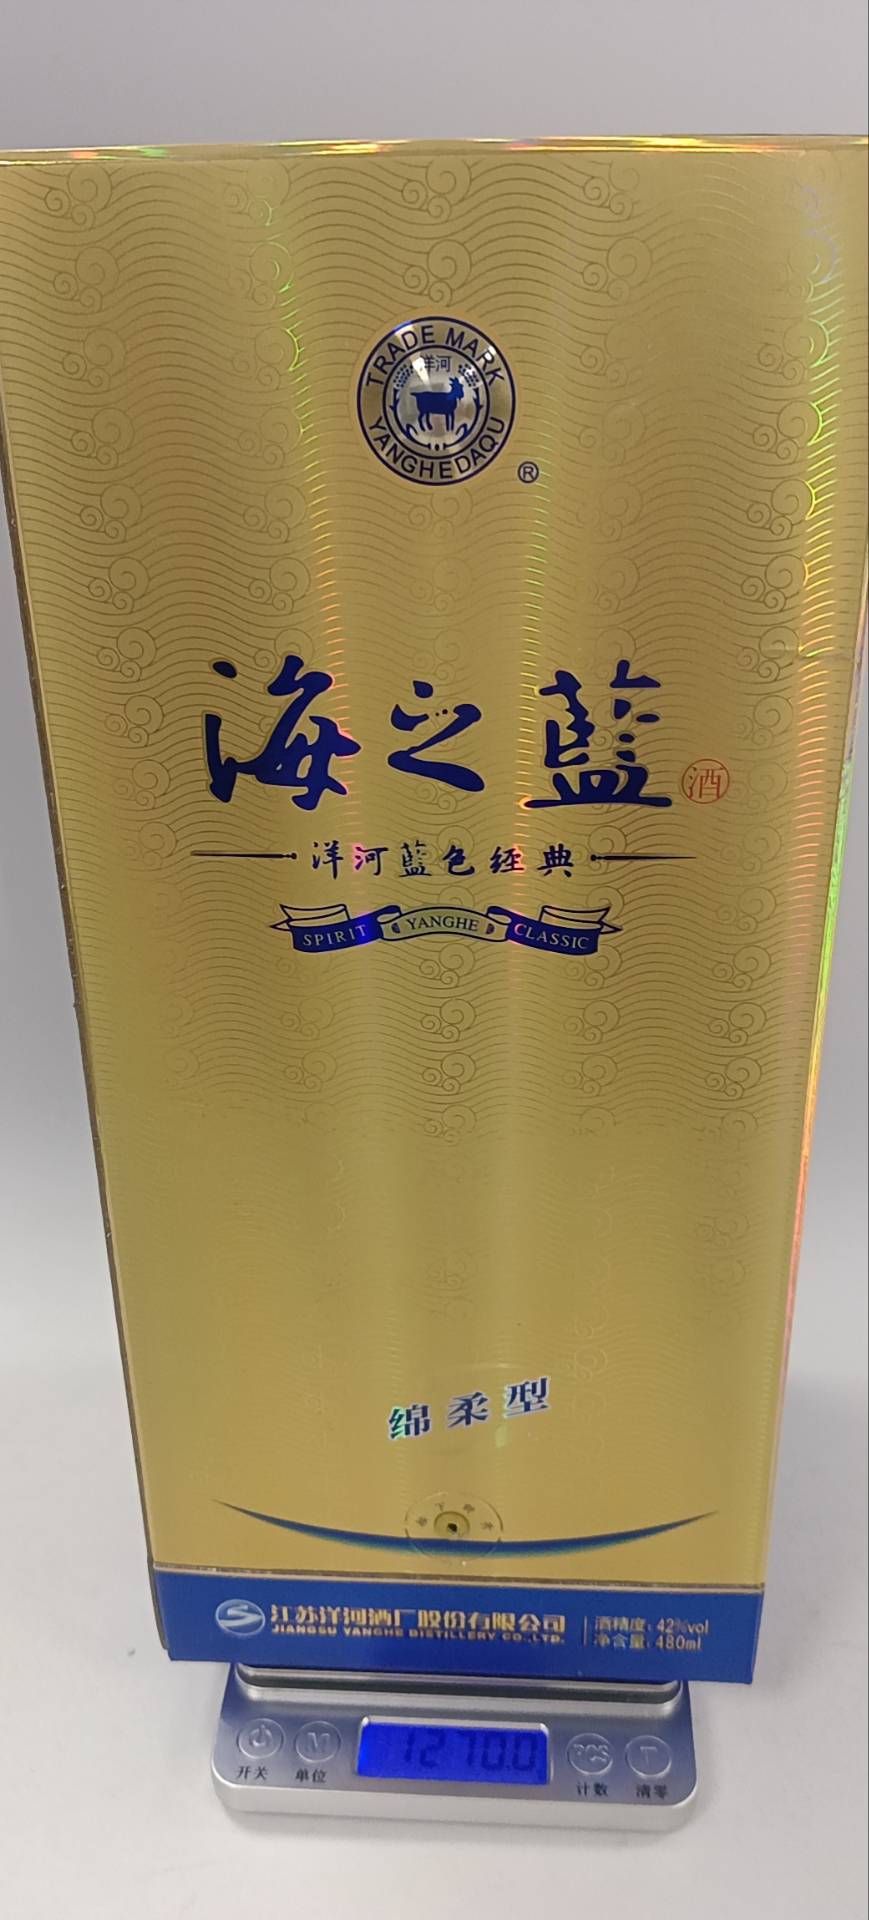 TRADE MARK
洋河
YANGHEDAQU
®
海之藍
酒
洋河藍色经典
SPIRIT YANGHE CLASSIC
绵柔型
江苏洋河酒厂股份有限公司
JIANGSU YANGHE DISTILLERY CO.,LTD.
酒精度: 42%vol
净含量: 480ml
1270.0
M
PCS
T
开关
单位
计数
清零